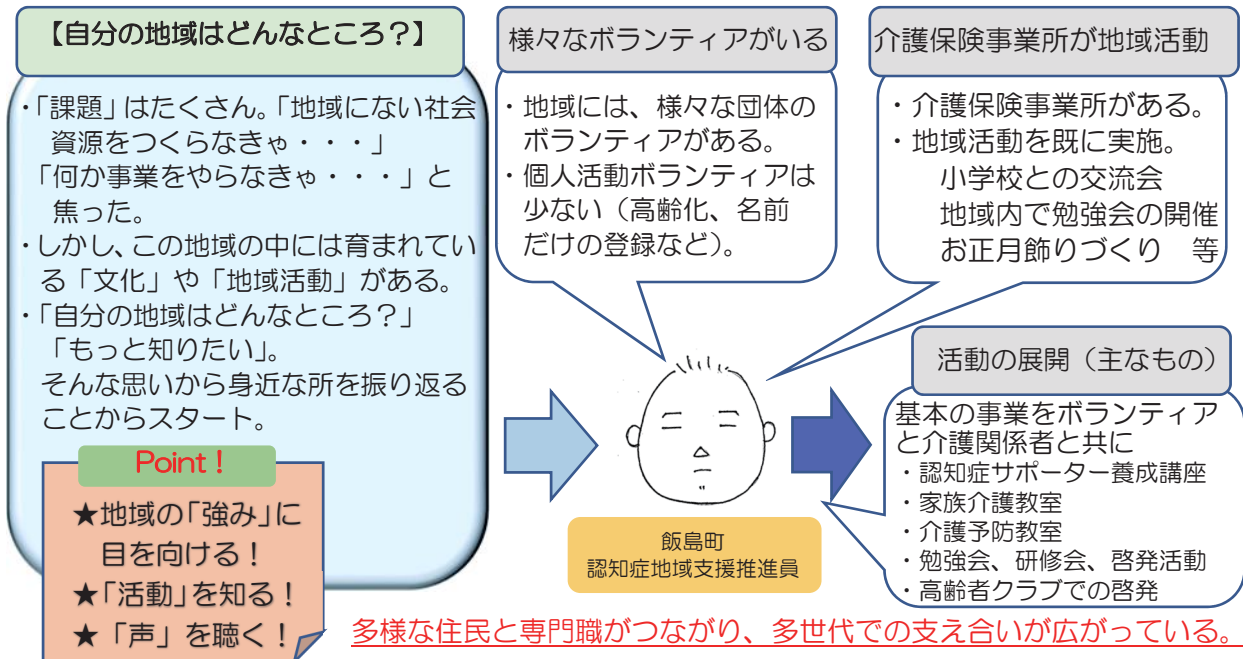 【自分の地域はどんなところ？】
・「課題」はたくさん。「地域にない社会
資源をつくらなきゃ・・・」
「何か事業をやらなきゃ・・・」と
焦った。
・しかし、この地域の中には育まれてい
る「文化」や「地域活動」がある。
・「自分の地域はどんなところ？」
「もっと知りたい」。
そんな思いから身近な所を振り返る
ことからスタート。
Point！
★地域の「強み」に
目を向ける！
★「活動」を知る！
★「声」を聴く！
様々なボランティアがいる
・地域には、様々な団体の
ボランティアがある。
・個人活動ボランティアは
少ない（高齢化、名前
だけの登録など）。
介護保険事業所が地域活動
・介護保険事業所がある。
・地域活動を既に実施。
小学校との交流会
地域内で勉強会の開催
お正月飾りづくり　等
飯島町
認知症地域支援推進員
活動の展開（主なもの）
基本の事業をボランティア
と介護関係者と共に
・認知症サポーター養成講座
・家族介護教室
・介護予防教室
・勉強会、研修会、啓発活動
・高齢者クラブでの啓発
多様な住民と専門職がつながり、多世代での支え合いが広がっている。